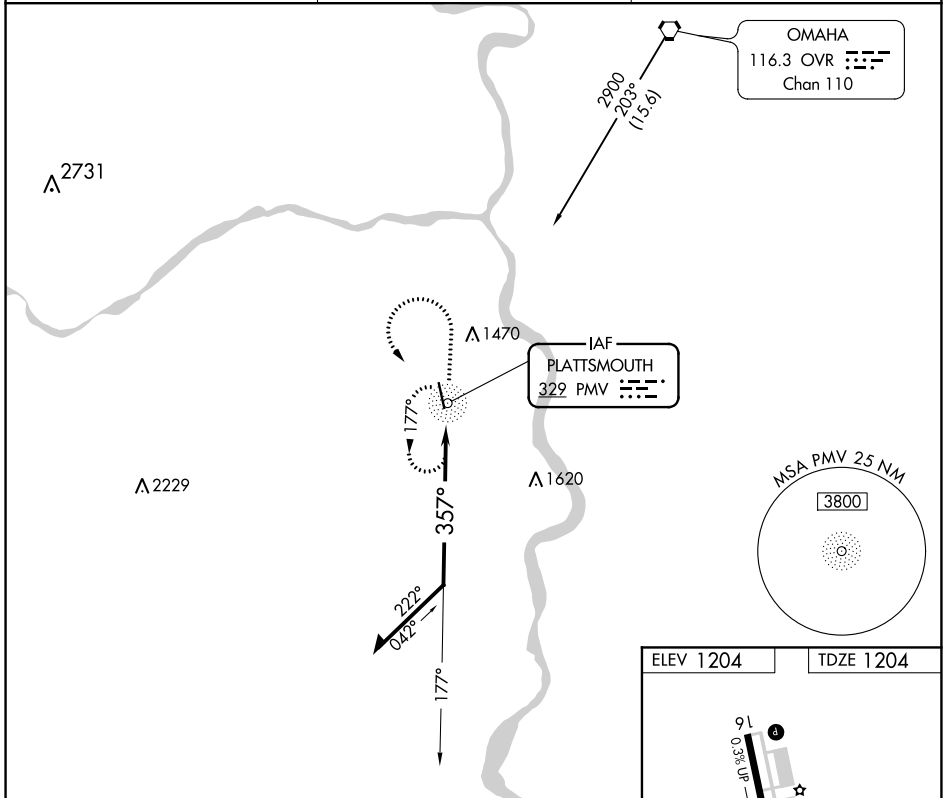 OMAHA
116.3 OVR
Chan 110
2900
203°
(15.6)
2731
1470
IAF
PLATTSMOUTH
329 PMV
177°
2229
1620
357°
MSA PMV 25 NM
3800
222°
042°
177°
ELEV 1204
TDZE 1204
16
P
0.3% UP